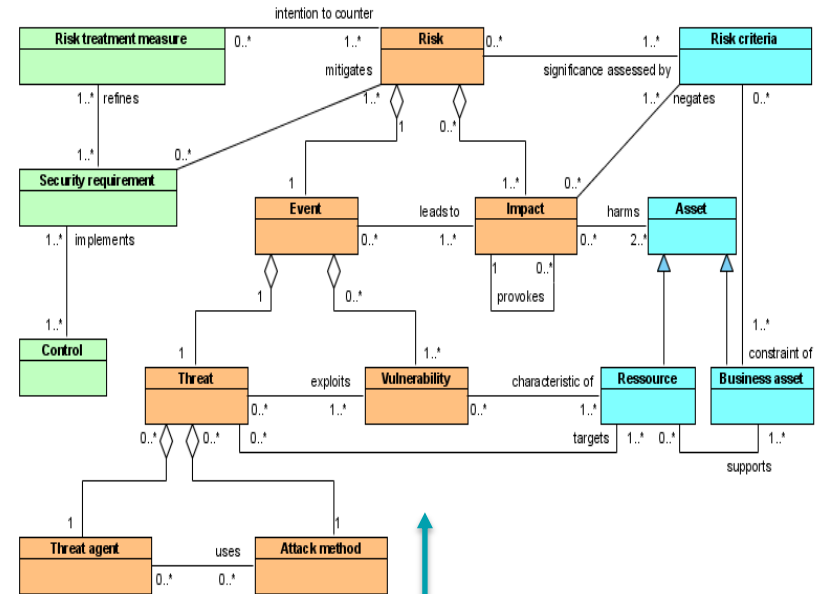 intention to counter
Risk treatment measure
0..*
1..*
Risk
0..*
1..*
Risk criteria
mitigates
significance assessed by
1..*
refines
1..*
1..*
negates
0..*
1
0..*
1..*
0..*
Security requirement
1
1..*
0..*
Event
leads to
Impact
harms
Asset
1..*
implements
0..*
1..*
0..*
2..*
1
0..*
provokes
1
0..*
1..*
1..*
Control
1
1..*
constraint of
Threat
exploits
Vulnerability
characteristic of
Ressource
Business asset
0..*
1..*
0..*
1..*
0..*
0..*
0..*
targets
1..*
0..*
1..*
supports
1
1
Threat agent
uses
Attack method
0..*
0..*